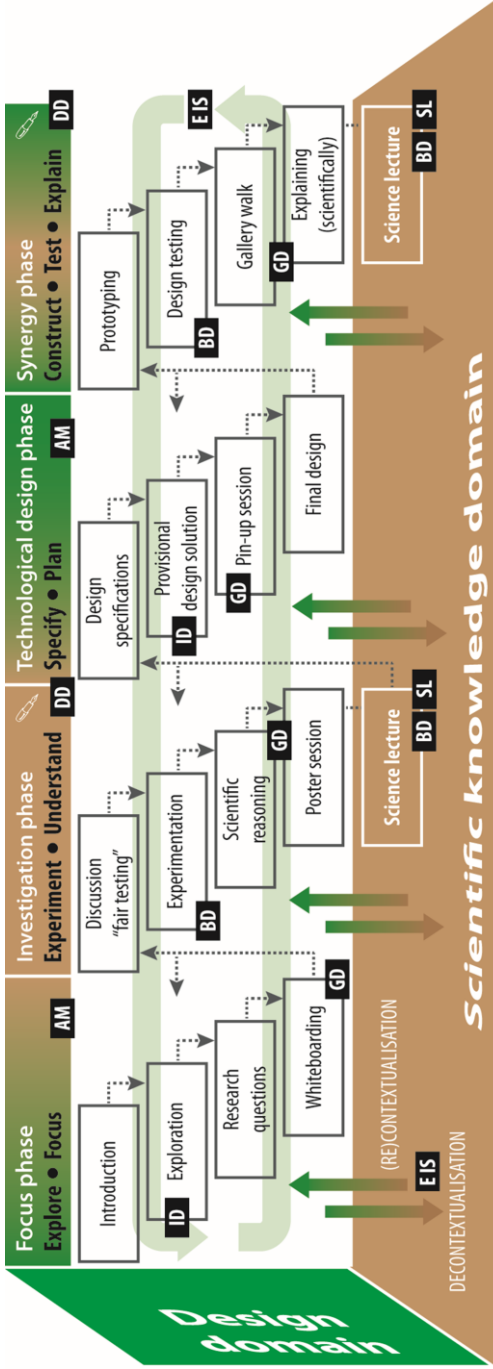 Design
domain
Focus phase
Explore • Focus
AM
Introduction
Exploration
ID
Research
questions
Whiteboarding
GD
Investigation phase
Experiment • Understand
DD
Discussion
“fair testing”
Experimentation
BD
Scientific
reasoning
GD
Poster session
Science lecture
BD
SL
Technological design phase
Specify • Plan
AM
Design
specifications
Provisional
design solution
ID
Pin-up session
GD
Final design
Synergy phase
Construct • Test • Explain
DD
Prototyping
Design testing
BD
Gallery walk
GD
Explaining
(scientifically)
Science lecture
BD
SL
EIS
(RE)CONTEXTUALISATION
EIS
DECONTEXTUALISATION
Scientific knowledge domain